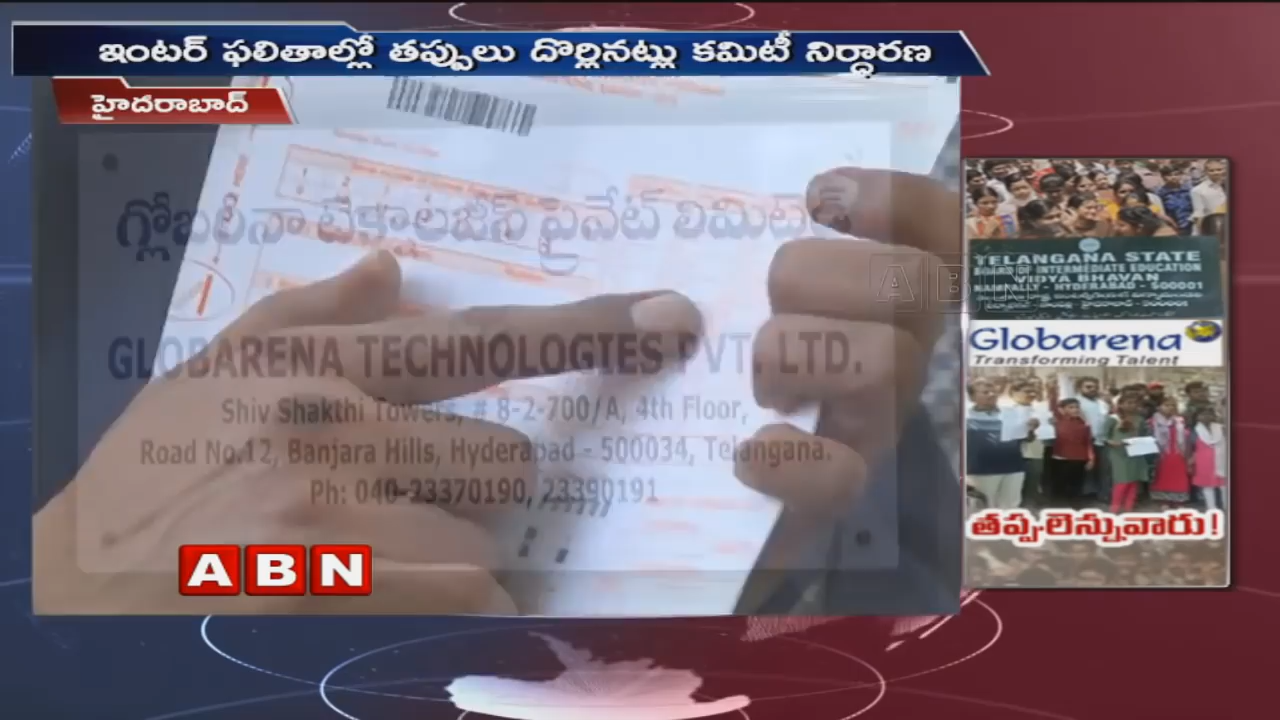 ఇంటర్ ఫలితాల్లో తప్పులు దొర్లినట్లు కమిటీ నిర్ధారణ
హైదరాబాద్
గ్లోబరినా టెక్నాలజీస్ ప్రైవేట్ లిమిటెడ్
GLOBARENA TECHNOLOGIES PVT. LTD.
Shiv Shakthi Towers, # 8-2-700/A, 4th Floor,
Road No.12, Banjara Hills, Hyderabad - 500034, Telangana.
Ph: 040-23370190, 23390191
ABN
ABN
TELANGANA STATE
BOARD OF INTERMEDIATE EDUCATION
VIDYA BHAVAN
NAMPALLY - HYDERABAD - 500001
Globarena
Transforming Talent
తప్పులెన్నువారు!